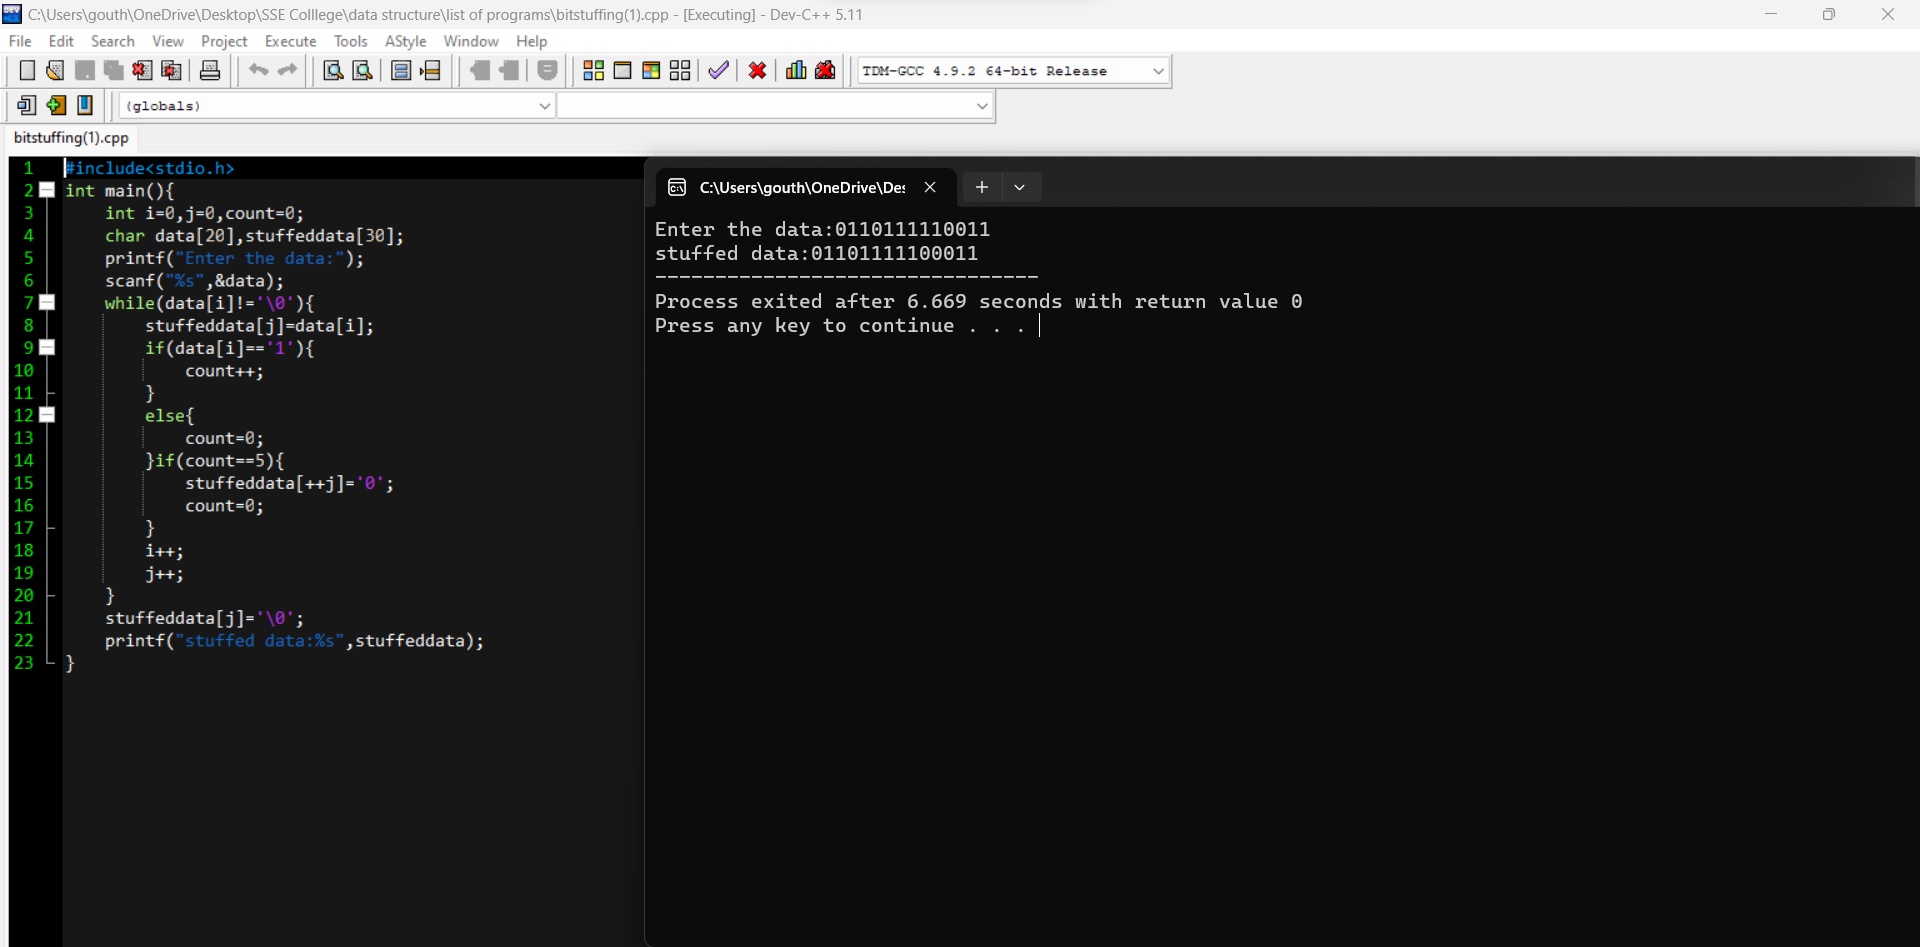 C:\Users\gouth\OneDrive\Desktop\SSE Colllege\data structure\list of programs\bitstuffing(1).cpp - [Executing] - Dev-C++ 5.11
File Edit Search View Project Execute Tools AStyle Window Help
TDM-GCC 4.9.2 64-bit Release
(globals)
bitstuffing(1).cpp
1 #include<stdio.h>
2 int main(){
3 int i=0,j=0,count=0;
4 char data[20],stuffeddata[30];
5 printf("Enter the data:");
6 scanf("%s",&data);
7 while(data[i]!='\0'){
8 stuffeddata[j]=data[i];
9 if(data[i]=='1'){
10 count++;
11 }
12 else{
13 count=0;
14 }if(count==5){
15 stuffeddata[++j]='0';
16 count=0;
17 }
18 i++;
19 j++;
20 }
21 stuffeddata[j]='\0';
22 printf("stuffed data:%s",stuffeddata);
23 }
C:\Users\gouth\OneDrive\Des
Enter the data:0110111110011
stuffed data:01101111100011
--------------------------------
Process exited after 6.669 seconds with return value 0
Press any key to continue . . .